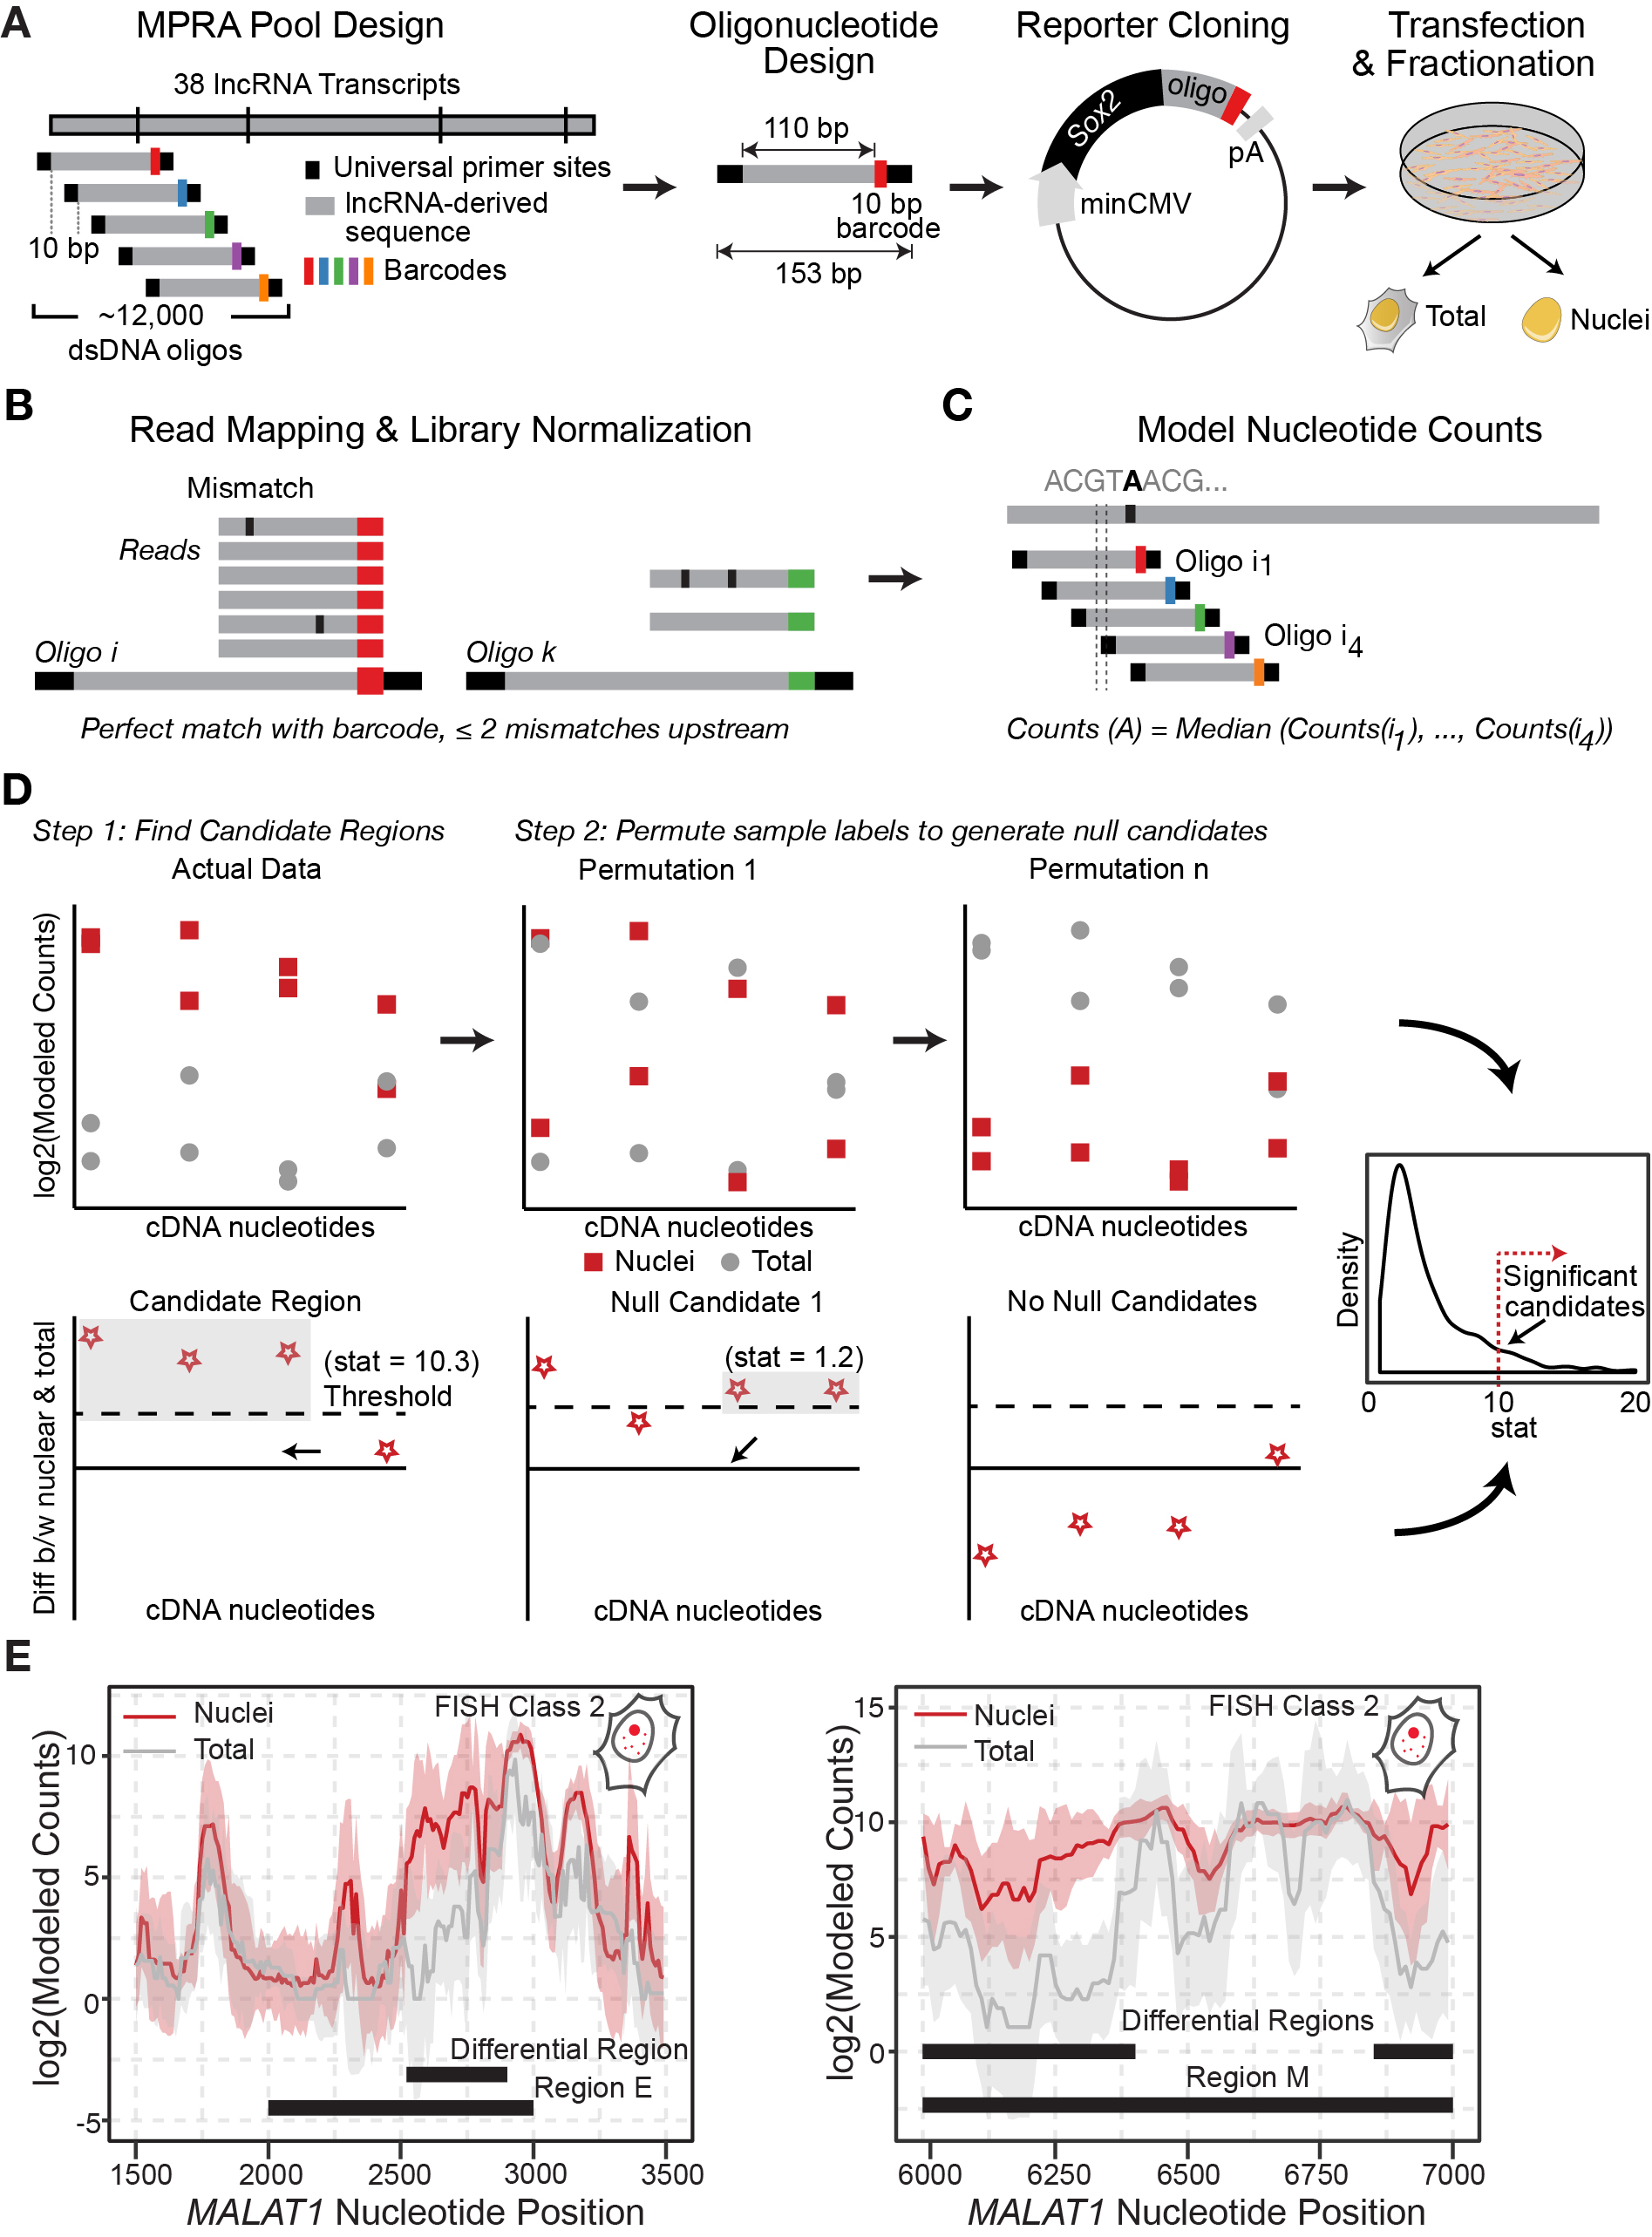 A
MPRA Pool Design
38 lncRNA Transcripts
10 bp
Universal primer sites
lncRNA-derived
sequence
Barcodes
~12,000
dsDNA oligos
Oligonucleotide
Design
110 bp
10 bp
barcode
153 bp
Reporter Cloning
Sox2
oligo
pA
minCMV
Transfection
& Fractionation
Total
Nuclei
B
Read Mapping & Library Normalization
Mismatch
Reads
Oligo i
Oligo k
Perfect match with barcode, ≤ 2 mismatches upstream
C
Model Nucleotide Counts
ACGTAACG...
Oligo i1
Oligo i4
Counts (A) = Median (Counts(i1), ..., Counts(i4))
D
Step 1: Find Candidate Regions
Actual Data
Step 2: Permute sample labels to generate null candidates
Permutation 1
Permutation n
log2(Modeled Counts)
cDNA nucleotides
cDNA nucleotides
cDNA nucleotides
Nuclei
Total
Candidate Region
(stat = 10.3)
Threshold
Null Candidate 1
(stat = 1.2)
No Null Candidates
Diff b/w nuclear & total
cDNA nucleotides
cDNA nucleotides
cDNA nucleotides
Density
Significant
candidates
0
10
20
stat
E
Nuclei
Total
FISH Class 2
log2(Modeled Counts)
10
5
0
-5
Differential Region
Region E
1500
2000
2500
3000
3500
MALAT1 Nucleotide Position
Nuclei
Total
FISH Class 2
log2(Modeled Counts)
15
10
5
0
Differential Regions
Region M
6000
6250
6500
6750
7000
MALAT1 Nucleotide Position